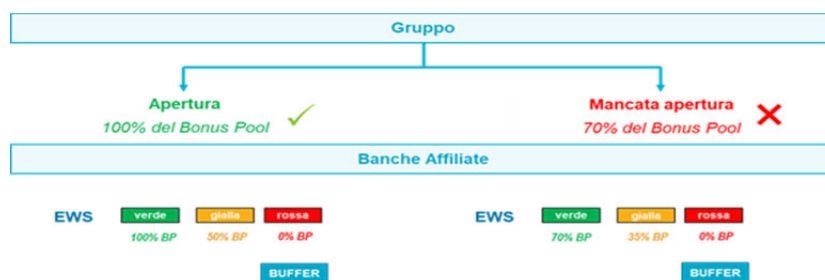 Gruppo
Apertura
100% del Bonus Pool
Mancata apertura
70% del Bonus Pool
Banche Affiliate
EWS verde gialla rossa
100% BP 50% BP 0% BP
EWS verde gialla rossa
70% BP 35% BP 0% BP
BUFFER
BUFFER